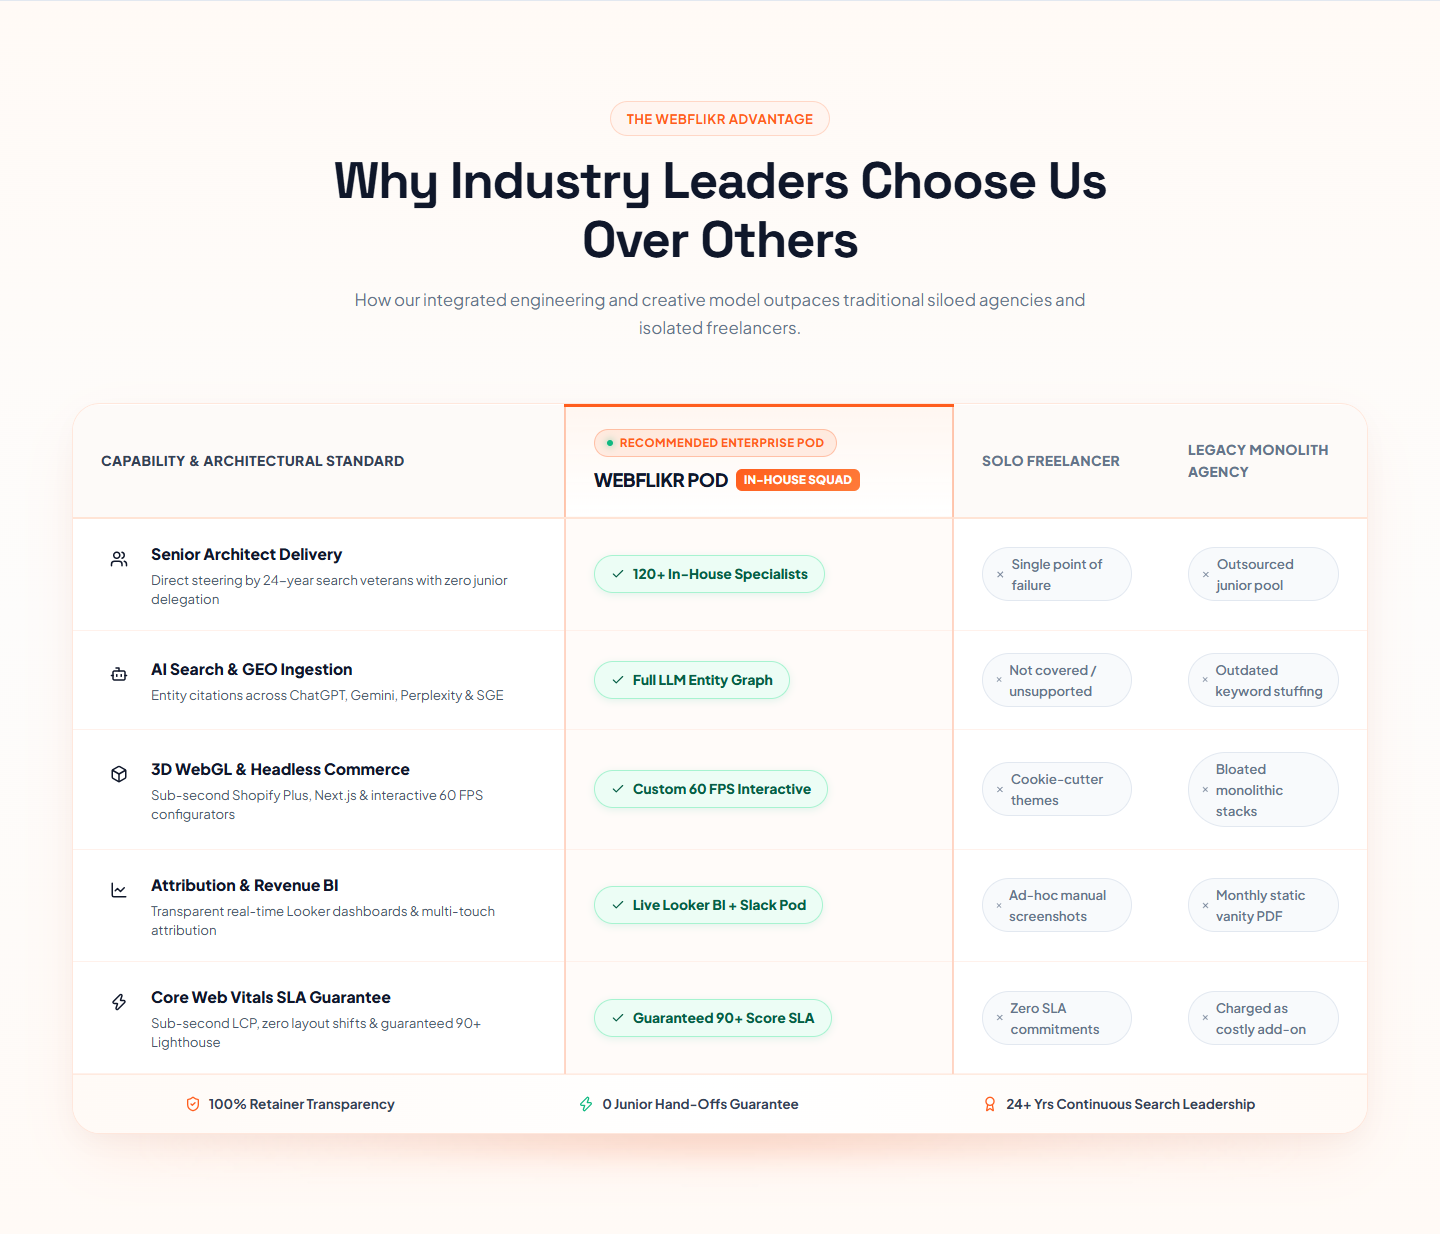 THE WEBFLIKR ADVANTAGE
Why Industry Leaders Choose Us
Over Others
How our integrated engineering and creative model outpaces traditional siloed agencies and
isolated freelancers.
CAPABILITY & ARCHITECTURAL STANDARD
RECOMMENDED ENTERPRISE POD
WEBFLIKR POD IN-HOUSE SQUAD
SOLO FREELANCER
LEGACY MONOLITH
AGENCY
Senior Architect Delivery
Direct steering by 24-year search veterans with zero junior
delegation
✓ 120+ In-House Specialists
× Single point of
failure
× Outsourced
junior pool
AI Search & GEO Ingestion
Entity citations across ChatGPT, Gemini, Perplexity & SGE
✓ Full LLM Entity Graph
× Not covered /
unsupported
× Outdated
keyword stuffing
3D WebGL & Headless Commerce
Sub-second Shopify Plus, Next.js & interactive 60 FPS
configurators
✓ Custom 60 FPS Interactive
× Cookie-cutter
themes
× Bloated
monolithic
stacks
Attribution & Revenue BI
Transparent real-time Looker dashboards & multi-touch
attribution
✓ Live Looker BI + Slack Pod
× Ad-hoc manual
screenshots
× Monthly static
vanity PDF
Core Web Vitals SLA Guarantee
Sub-second LCP, zero layout shifts & guaranteed 90+
Lighthouse
✓ Guaranteed 90+ Score SLA
× Zero SLA
commitments
× Charged as
costly add-on
100% Retainer Transparency
0 Junior Hand-Offs Guarantee
24+ Yrs Continuous Search Leadership